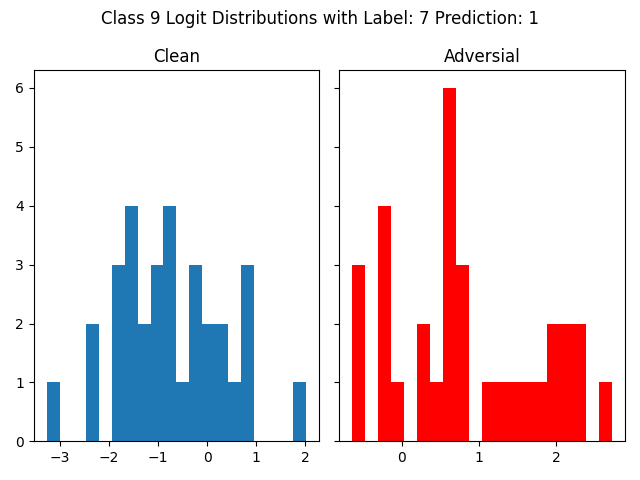 Class 9 Logit Distributions with Label: 7 Prediction: 1
Clean
Adversial
6
5
4
3
2
1
0
−3 −2 −1 0 1 2
0 1 2